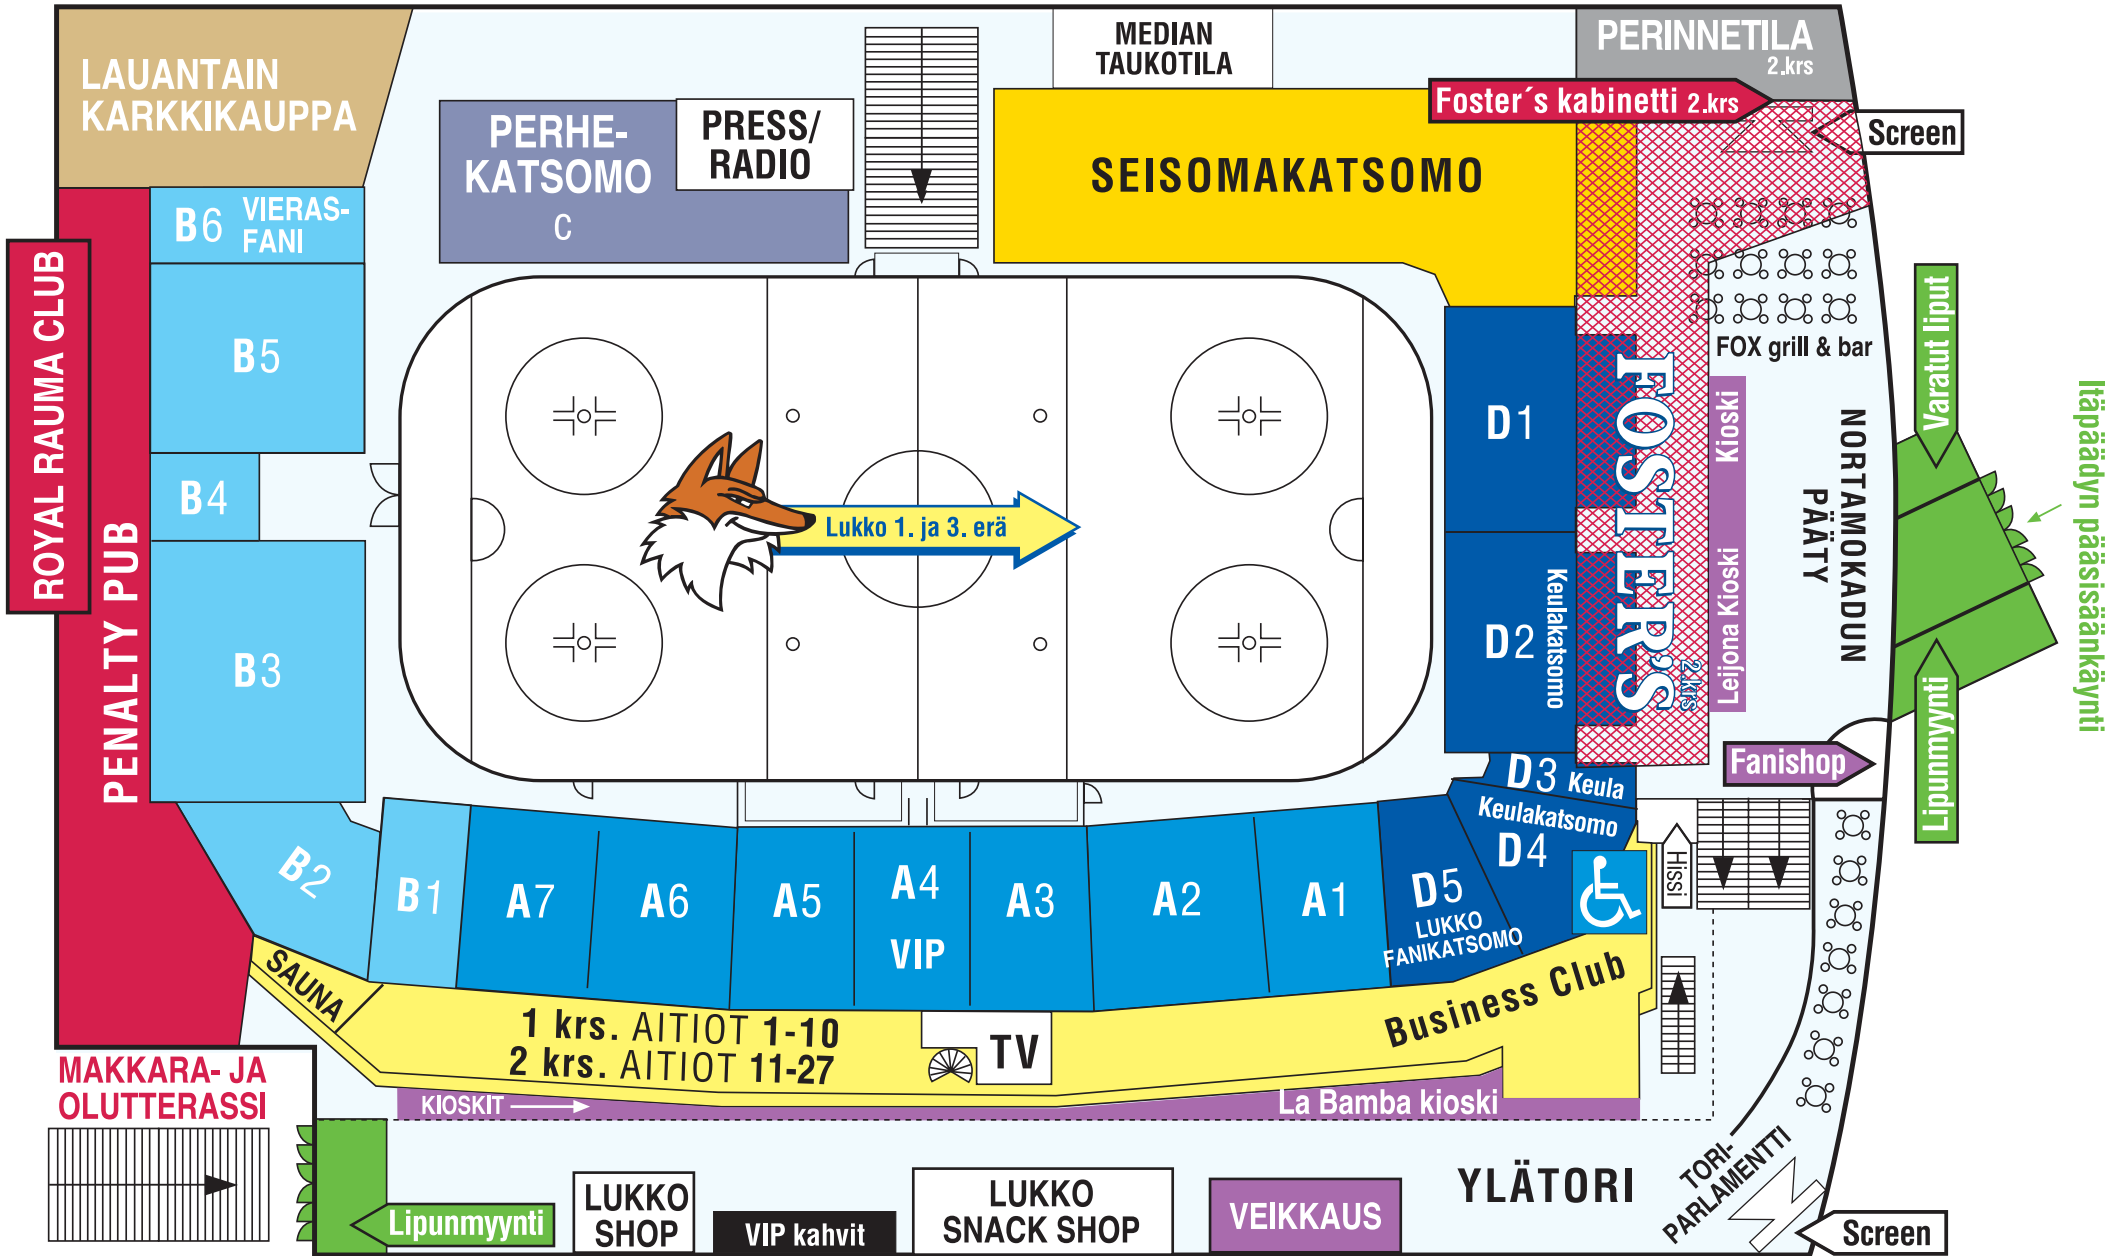 LAUANTAIN
KARKKIKAUPPA
MEDIAN
TAUKOTILA
PERINNETILA
2.krs
Foster´s kabinetti 2.krs
Screen
PERHE-
KATSOMO
C
PRESS/
RADIO
SEISOMAKATSOMO
B6 VIERAS-
FANI
B5
B4
B3
B2
B1
ROYAL RAUMA CLUB
PENALTY PUB
Lukko 1. ja 3. erä
D1
D2
Keulakatsomo
D3 Keula
Keulakatsomo
D4
D5
LUKKO
FANIKATSOMO
FOSTER'S
2.krs
FOX grill & bar
Kioski
Leijona Kioski
NORTAMOKADUN
PÄÄTY
Varatut liput
Itäpäädyn pääsisäänkäynti
Lipunmyynti
Fanishop
Hissi
A7
A6
A5
A4
VIP
A3
A2
A1
SAUNA
1 krs. AITIOT 1-10
2 krs. AITIOT 11-27
TV
Business Club
KIOSKIT
La Bamba kioski
MAKKARA- JA
OLUTTERASSI
Lipunmyynti
LUKKO
SHOP
VIP kahvit
LUKKO
SNACK SHOP
VEIKKAUS
YLÄTORI
TORI-
PARLAMENTTI
Screen